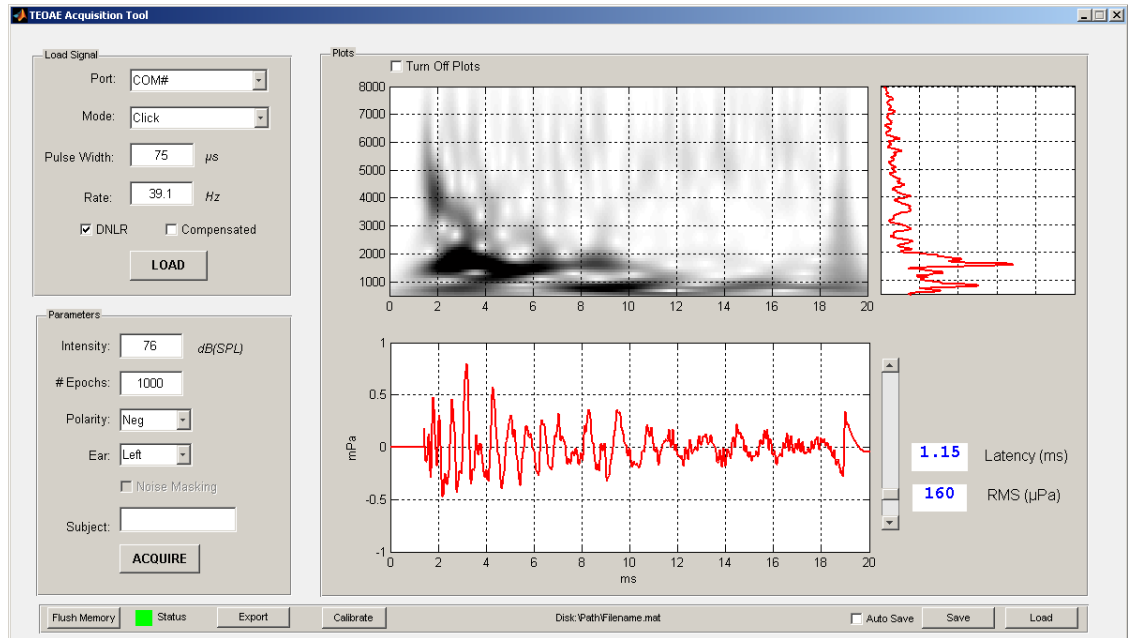 TEOAE Acquisition Tool
Load Signal
Port: COM#
Mode: Click
Pulse Width: 75 µs
Rate: 39.1 Hz
DNLR Compensated
LOAD
Parameters
Intensity: 76 dB(SPL)
# Epochs: 1000
Polarity: Neg
Ear: Left
Noise Masking
Subject:
ACQUIRE
Plots
Turn Off Plots
8000
7000
6000
5000
4000
3000
2000
1000
0 2 4 6 8 10 12 14 16 18 20
1
0.5
0
-0.5
-1
mPa
0 2 4 6 8 10 12 14 16 18 20
ms
1.15 Latency (ms)
160 RMS (µPa)
Flush Memory Status Export Calibrate Disk:\Path\Filename.mat Auto Save Save Load